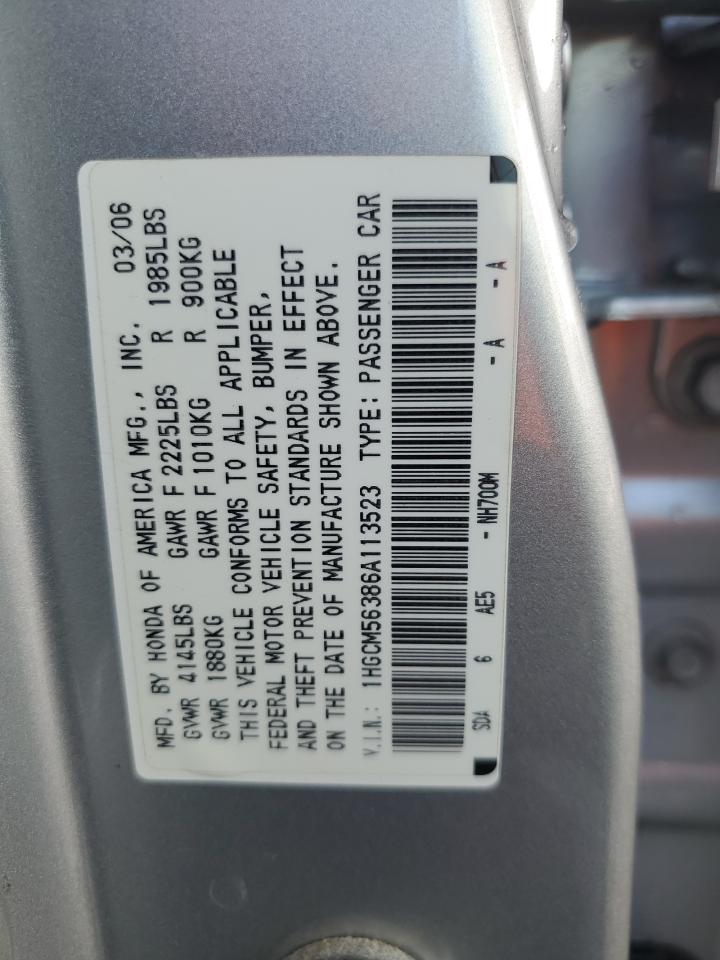 MFD. BY HONDA OF AMERICA MFG., INC. 03/06
GVWR 4145LBS GAWR F 2225LBS R 1985LBS
GVWR 1880KG GAWR F 1010KG R 900KG
THIS VEHICLE CONFORMS TO ALL APPLICABLE
FEDERAL MOTOR VEHICLE SAFETY, BUMPER,
AND THEFT PREVENTION STANDARDS IN EFFECT
ON THE DATE OF MANUFACTURE SHOWN ABOVE.
V.I.N.: 1HGCM56386A113523 TYPE: PASSENGER CAR
SDA 6 AE5 - NH700M - A - A